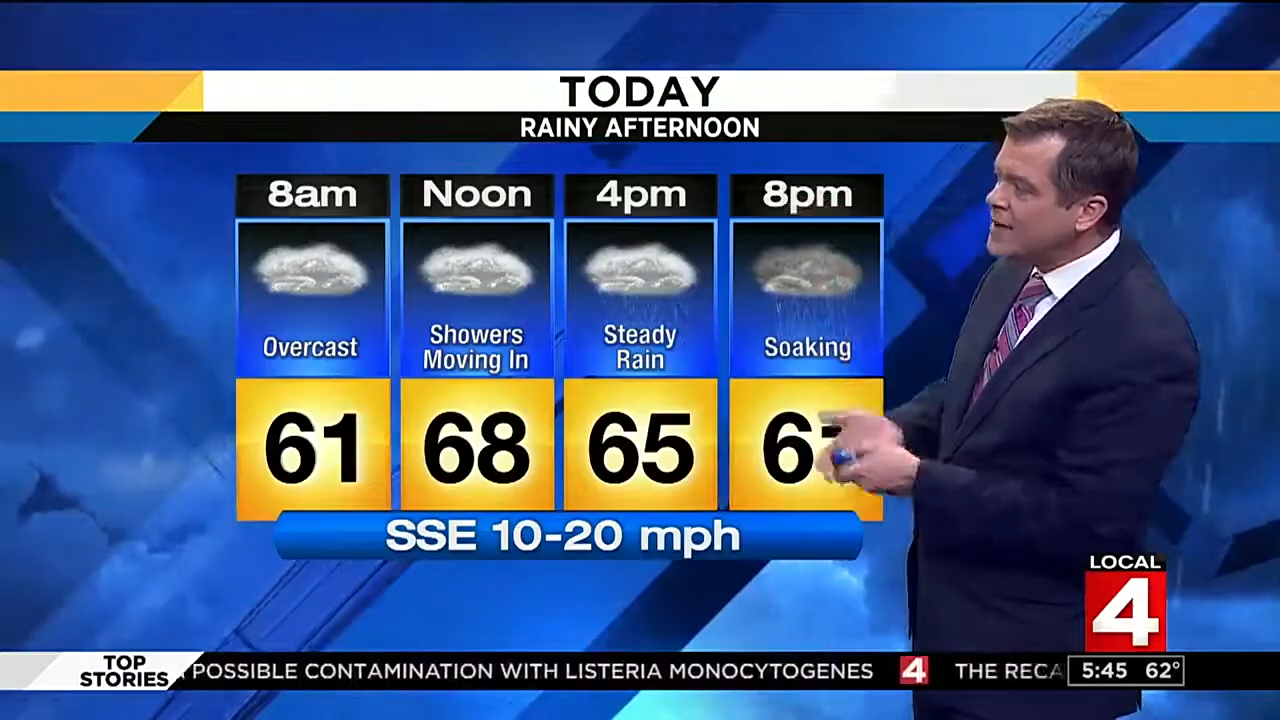 TODAY
RAINY AFTERNOON
8am
Noon
4pm
8pm
Overcast
Showers
Moving In
Steady
Rain
Soaking
61
68
65
SSE 10-20 mph
LOCAL
4
TOP
STORIES
POSSIBLE CONTAMINATION WITH LISTERIA MONOCYTOGENES 4 THE
5:45 62°